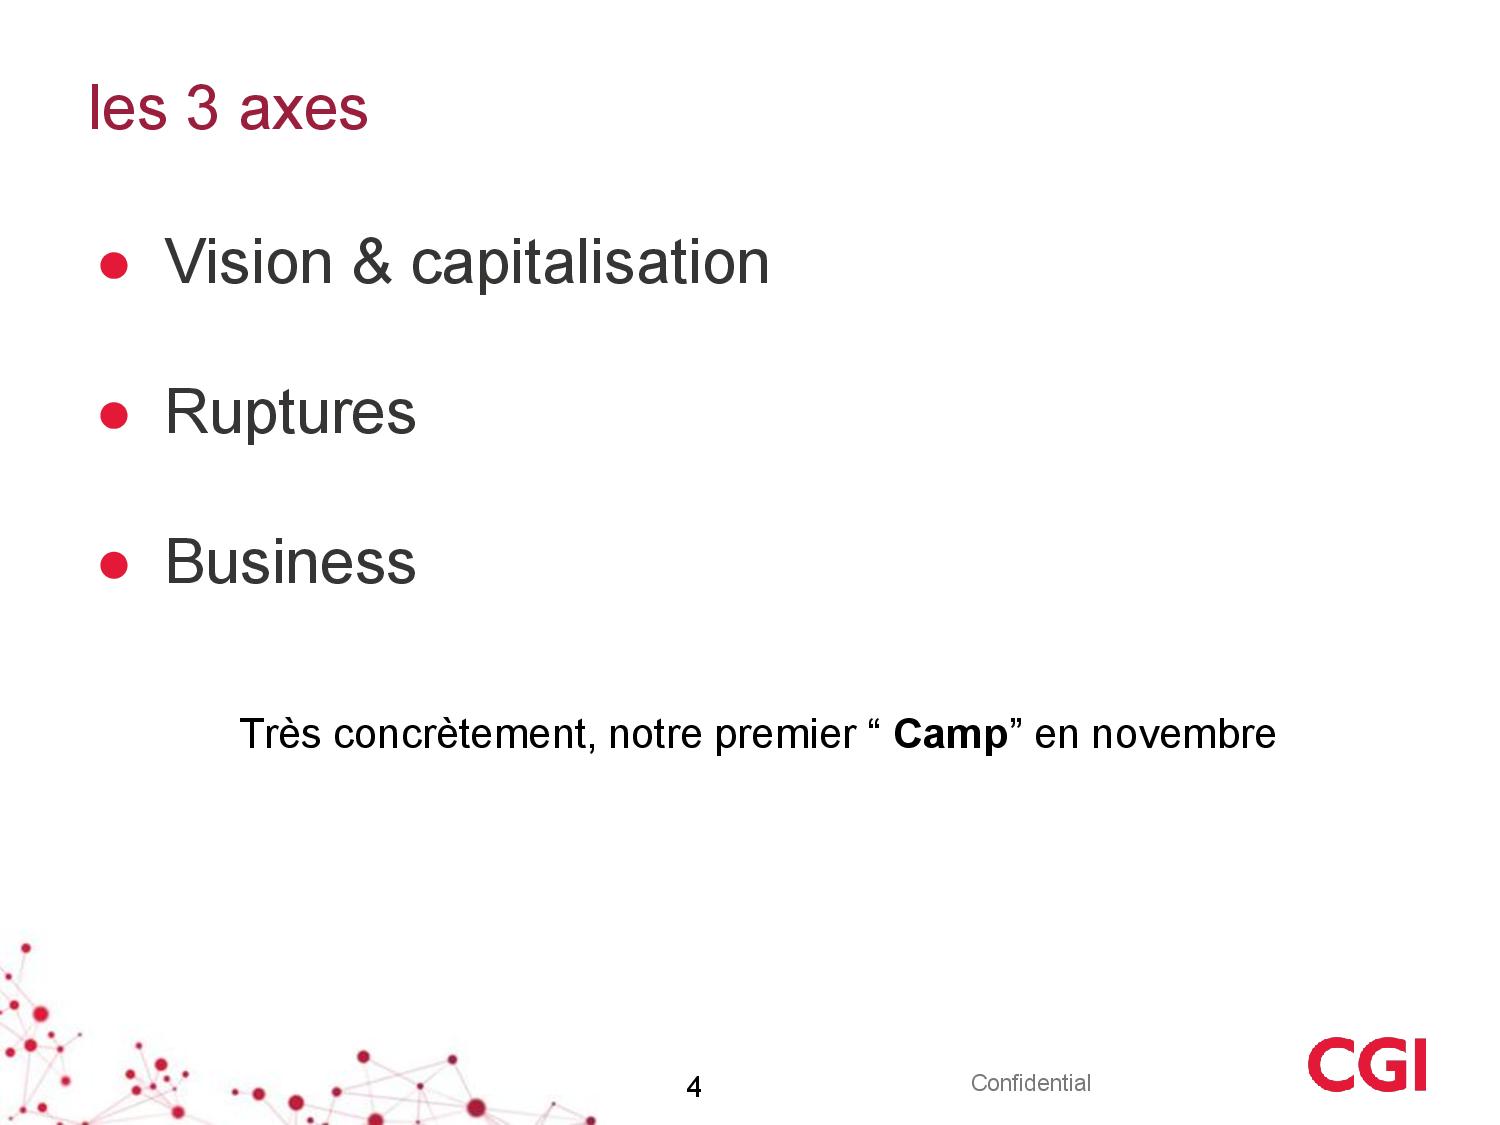 les 3 axes
● Vision & capitalisation
● Ruptures
● Business
Très concrètement, notre premier “ Camp” en novembre
4
Confidential
CGI